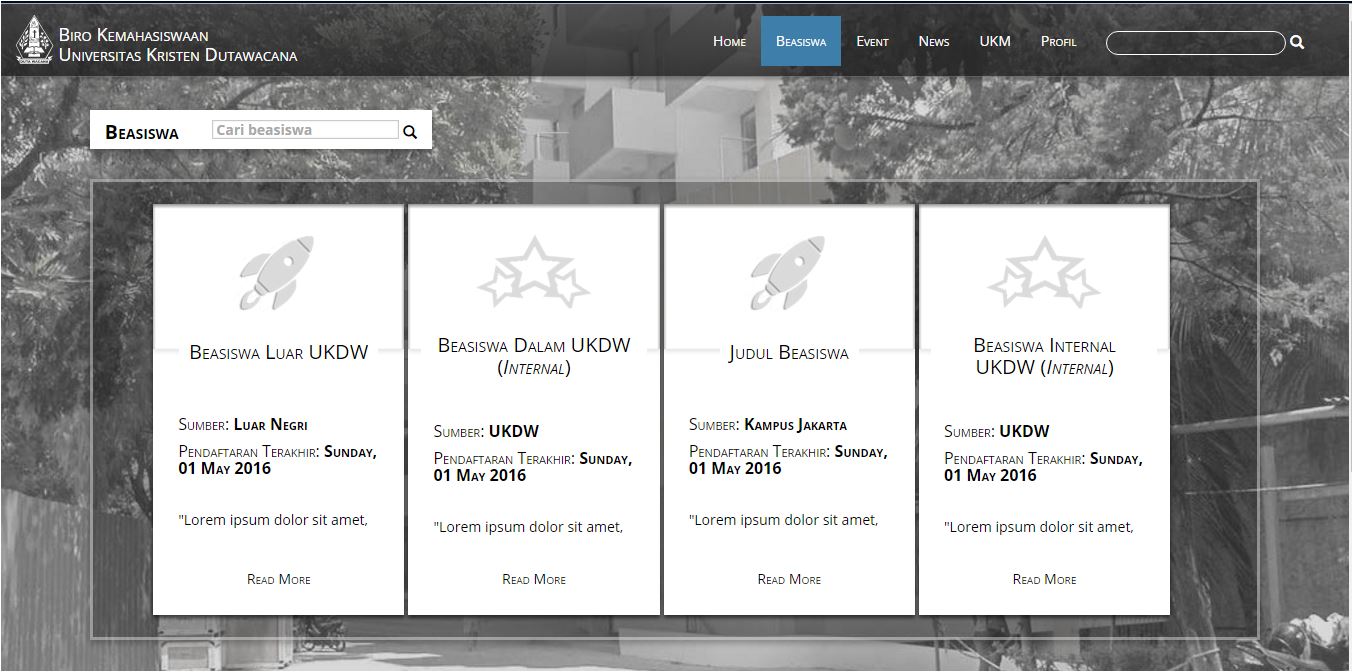 Biro Kemahasiswaan
Universitas Kristen Dutawacana
Home Beasiswa Event News UKM Profil
Beasiswa Cari beasiswa
Beasiswa Luar UKDW
Sumber: Luar Negri
Pendaftaran Terakhir: Sunday,
01 May 2016
"Lorem ipsum dolor sit amet,
Read More
Beasiswa Dalam UKDW
(Internal)
Sumber: UKDW
Pendaftaran Terakhir: Sunday,
01 May 2016
"Lorem ipsum dolor sit amet,
Read More
Judul Beasiswa
Sumber: Kampus Jakarta
Pendaftaran Terakhir: Sunday,
01 May 2016
"Lorem ipsum dolor sit amet,
Read More
Beasiswa Internal
UKDW (Internal)
Sumber: UKDW
Pendaftaran Terakhir: Sunday,
01 May 2016
"Lorem ipsum dolor sit amet,
Read More